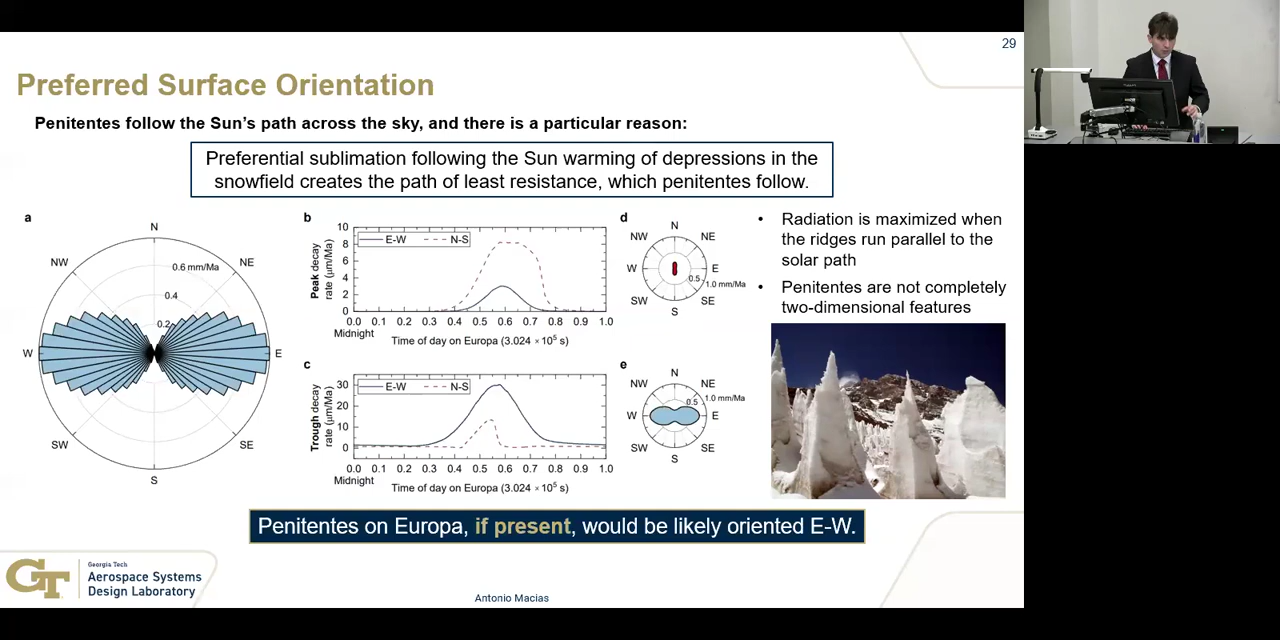 29
Preferred Surface Orientation
Penitentes follow the Sun's path across the sky, and there is a particular reason:
Preferential sublimation following the Sun warming of depressions in the
snowfield creates the path of least resistance, which penitentes follow.
a
N
NW
NE
0.6 mm/Ma
0.4
0.2
W
E
SW
SE
S
b
10
8
6
4
2
0
Peak decay
rate (μm/Ma)
E-W
N-S
0.0 0.1 0.2 0.3 0.4 0.5 0.6 0.7 0.8 0.9 1.0
Midnight
Time of day on Europa (3.024 × 10⁵ s)
c
30
20
10
0
Trough decay
rate (μm/Ma)
E-W
N-S
0.0 0.1 0.2 0.3 0.4 0.5 0.6 0.7 0.8 0.9 1.0
Midnight
Time of day on Europa (3.024 × 10⁵ s)
d
N
NW
NE
W
E
0.5
1.0 mm/Ma
SW
SE
S
e
N
NW
NE
0.5
1.0 mm/Ma
W
E
SW
SE
S
• Radiation is maximized when
the ridges run parallel to the
solar path
• Penitentes are not completely
two-dimensional features
Penitentes on Europa, if present, would be likely oriented E-W.
GT
Georgia Tech
Aerospace Systems
Design Laboratory
Antonio Macias